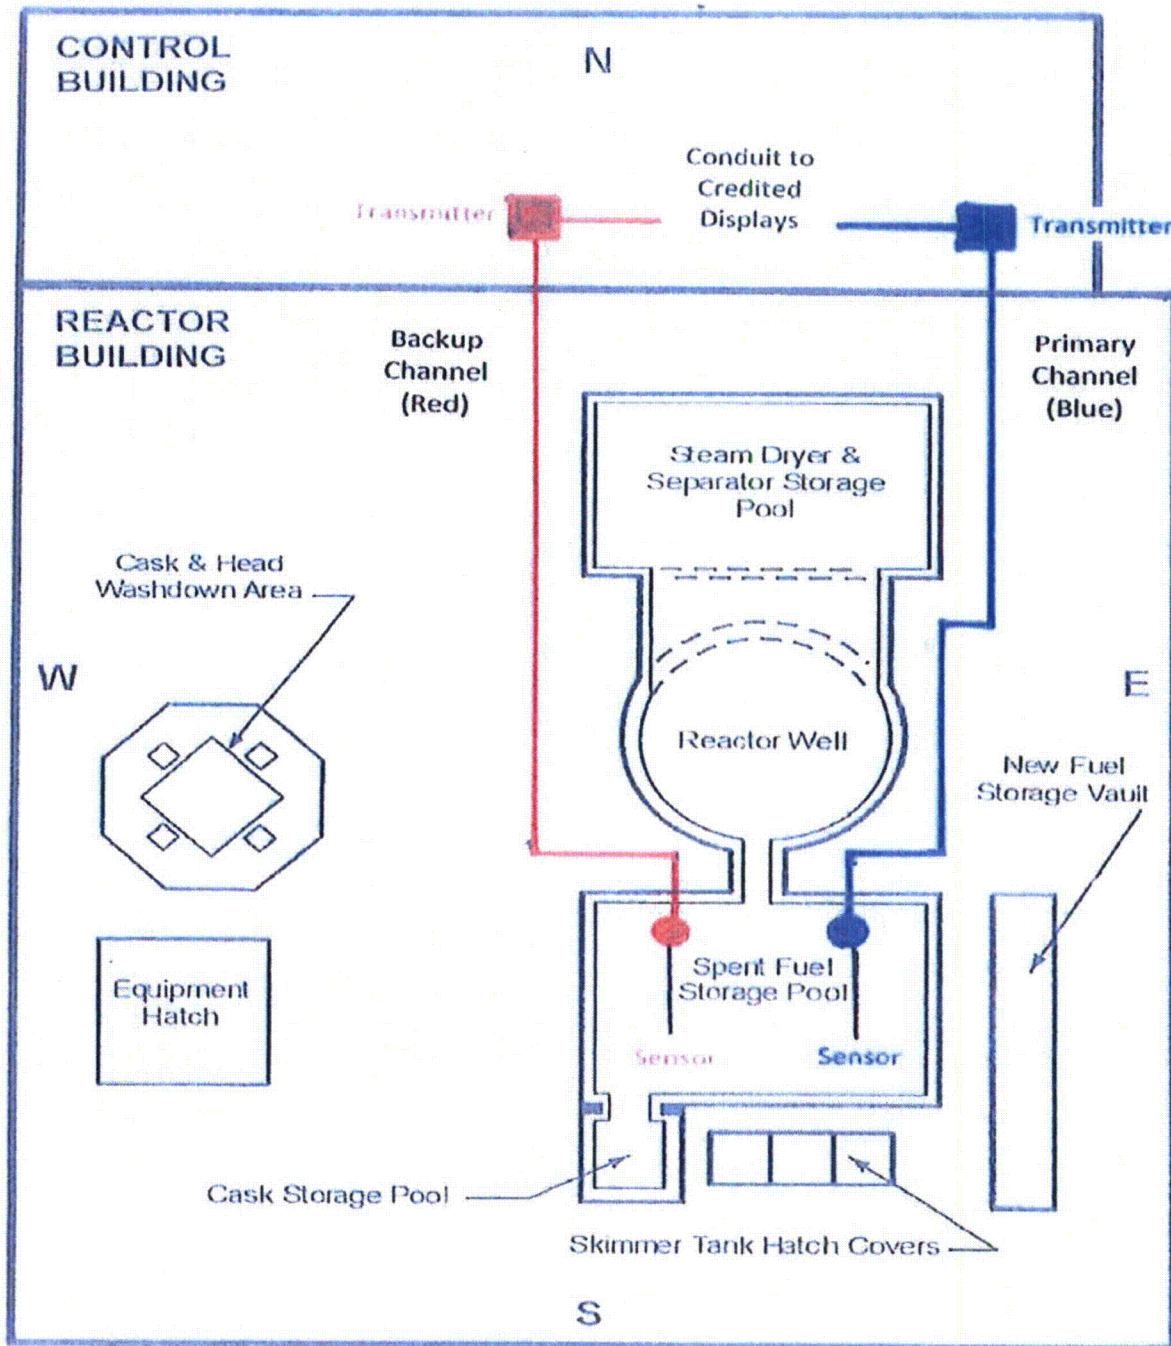 CONTROL
BUILDING
N
Conduit to
Credited
Displays
Transmitter
Transmitter
REACTOR
BUILDING
Backup
Channel
(Red)
Primary
Channel
(Blue)
Steam Dryer &
Separator Storage
Pool
Cask & Head
Washdown Area
W
E
Reactor Well
New Fuel
Storage Vault
Equipment
Hatch
Spent Fuel
Storage Pool
Sensor
Sensor
Cask Storage Pool
Skimmer Tank Hatch Covers
S